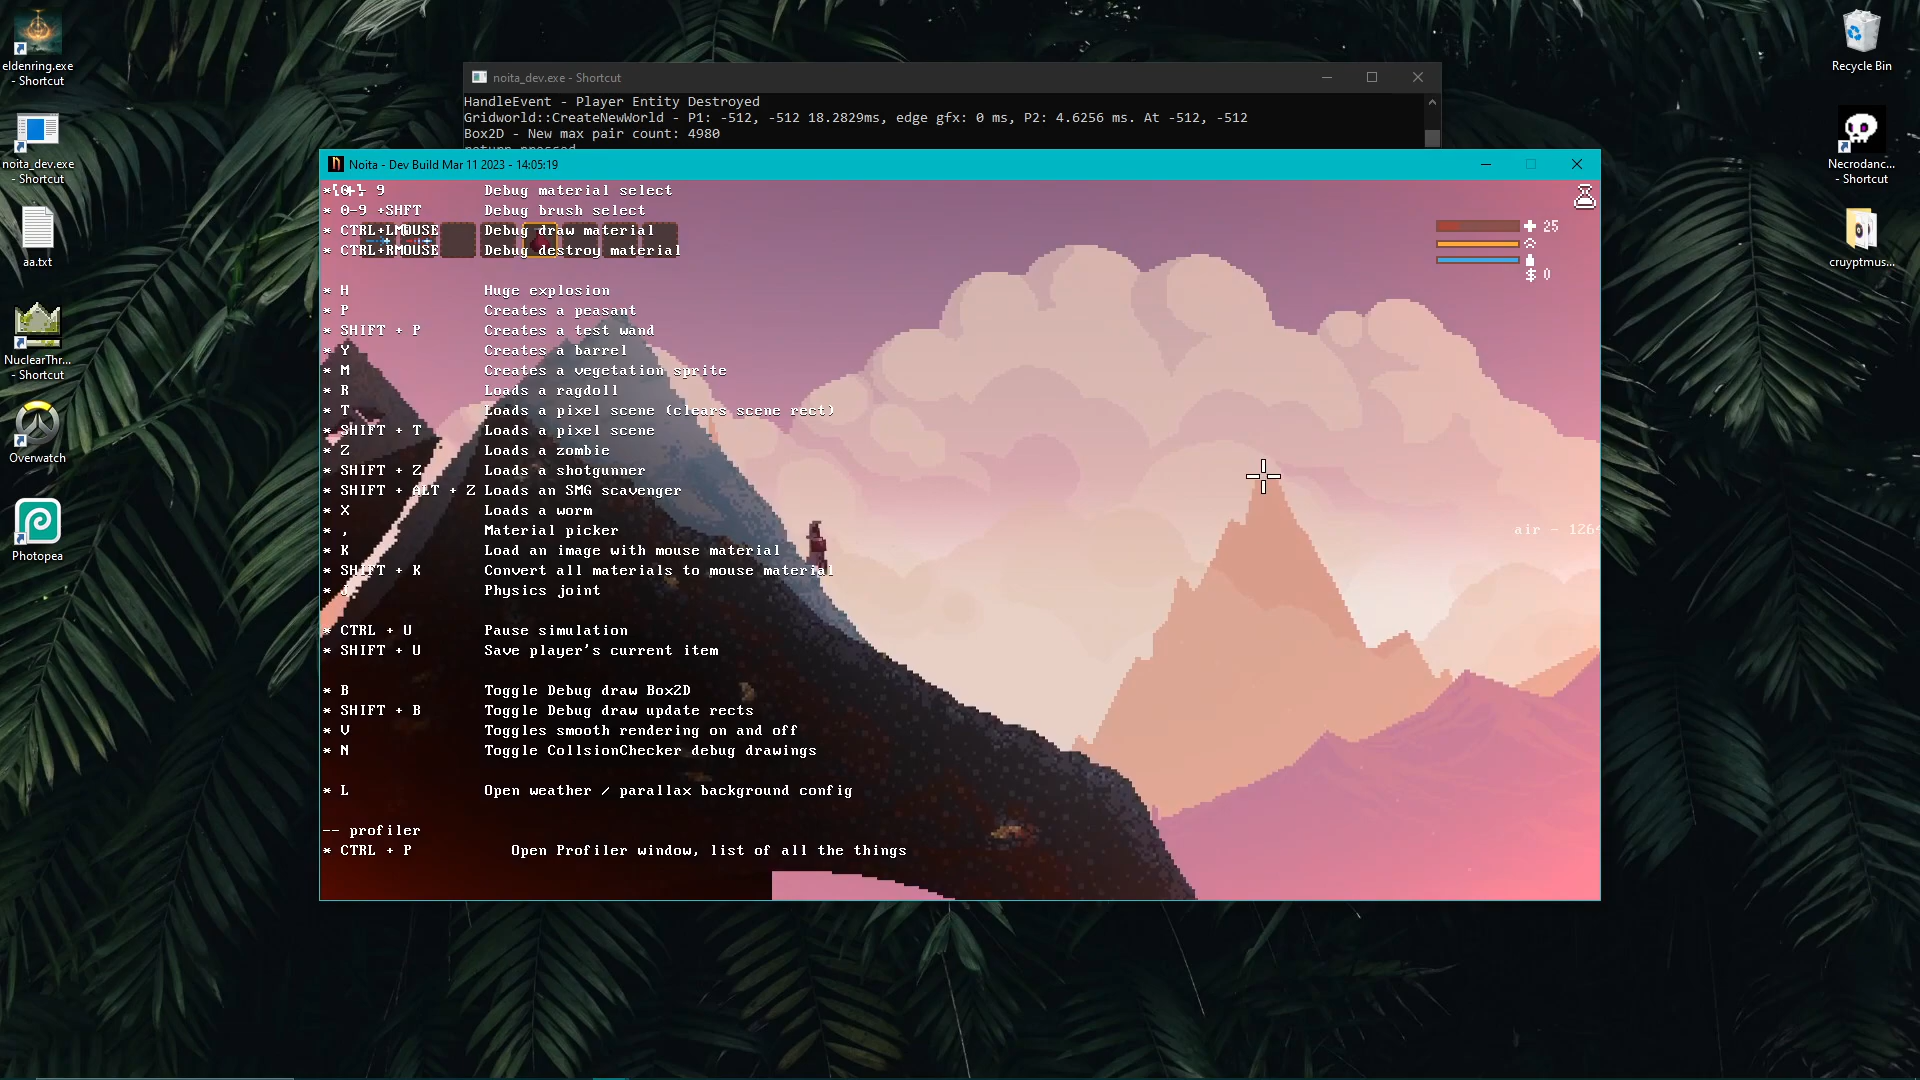 eldenring.exe
- Shortcut
noita_dev.exe
- Shortcut
aa.txt
NuclearThr...
- Shortcut
Overwatch
Photopea
Recycle Bin
Necrodanc...
- Shortcut
cruyptmus...
noita_dev.exe - Shortcut
HandleEvent - Player Entity Destroyed
Gridworld::CreateNewWorld - P1: -512, -512 18.2829ms, edge gfx: 0 ms, P2: 4.6256 ms. At -512, -512
Box2D - New max pair count: 4980
return pressed
Noita - Dev Build Mar 11 2023 - 14:05:19
* 0 - 9 Debug material select
* 0-9 +SHFT Debug brush select
* CTRL+LMOUSE Debug draw material
* CTRL+RMOUSE Debug destroy material
* H Huge explosion
* P Creates a peasant
* SHIFT + P Creates a test wand
* Y Creates a barrel
* M Creates a vegetation sprite
* R Loads a ragdoll
* T Loads a pixel scene (clears scene rect)
* SHIFT + T Loads a pixel scene
* Z Loads a zombie
* SHIFT + Z Loads a shotgunner
* SHIFT + ALT + Z Loads an SMG scavenger
* X Loads a worm
* , Material picker
* K Load an image with mouse material
* SHIFT + K Convert all materials to mouse material
* J Physics joint
* CTRL + U Pause simulation
* SHIFT + U Save player's current item
* B Toggle Debug draw Box2D
* SHIFT + B Toggle Debug draw update rects
* V Toggles smooth rendering on and off
* N Toggle CollsionChecker debug drawings
* L Open weather / parallax background config
-- profiler
* CTRL + P Open Profiler window, list of all the things
25
$ 0
air - 126